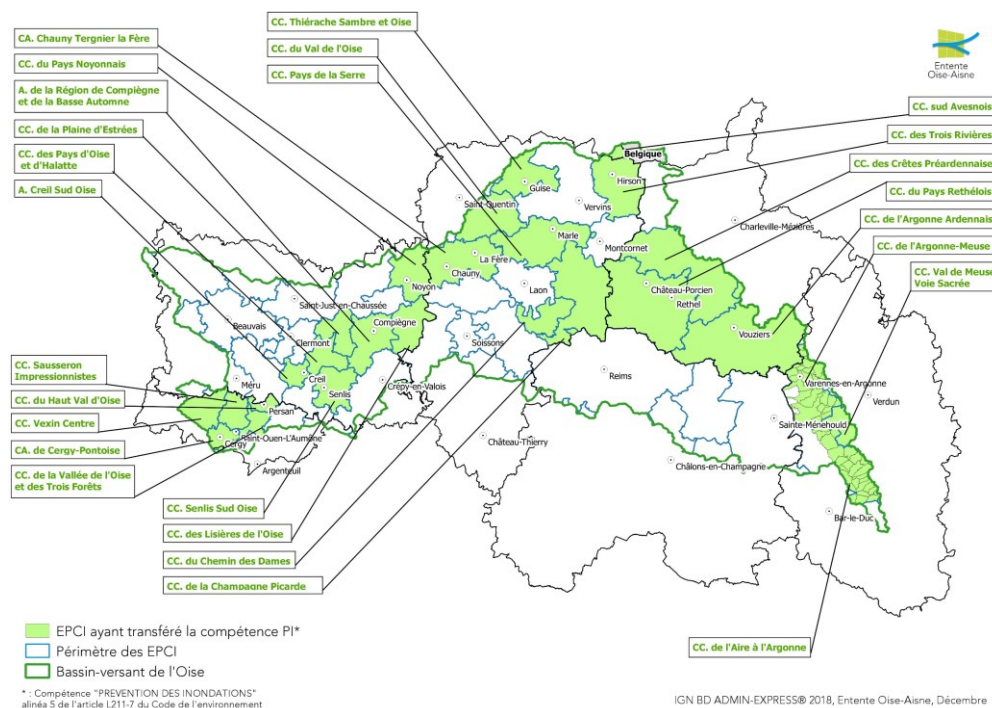 CA. Chauny Tergnier la Fère
CC. du Pays Noyonnais
A. de la Région de Compiègne
et de la Basse Automne
CC. de la Plaine d'Estrées
CC. des Pays d'Oise
et d'Halatte
A. Creil Sud Oise
CC. Thiérache Sambre et Oise
CC. du Val de l'Oise
CC. Pays de la Serre
Entente
Oise-Aisne
CC. sud Avesnois
CC. des Trois Rivières
CC. des Crêtes Préardennaise
CC. du Pays Rethélois
CC. de l'Argonne Ardennais
CC. de l'Argonne-Meuse
CC. Val de Meuse
Voie Sacrée
Belgique
Hirson
Guise
Saint-Quentin
Vervins
Charleville-Mézières
Marle
Montcornet
La Fère
Chauny
Laon
Château-Porcien
Rethel
Noyon
Saint-Just-en-Chaussée
Beauvais
Compiègne
Clermont
Soissons
Vouziers
Reims
Creil
Méru
Senlis
Crépy-en-Valois
Varennes-en-Argonne
Verdun
Persan
Sainte-Ménehould
Saint-Ouen-L'Aumône
Cergy
Château-Thierry
Argenteuil
Châlons-en-Champagne
Bar-le-Duc
CC. Sausseron
Impressionnistes
CC. du Haut Val d'Oise
CC. Vexin Centre
CA. de Cergy-Pontoise
CC. de la Vallée de l'Oise
et des Trois Forêts
CC. Senlis Sud Oise
CC. des Lisières de l'Oise
CC. du Chemin des Dames
CC. de la Champagne Picarde
CC. de l'Aire à l'Argonne
EPCI ayant transféré la compétence PI*
Périmètre des EPCI
Bassin-versant de l'Oise
* : Compétence "PREVENTION DES INONDATIONS"
alinéa 5 de l'article L211-7 du Code de l'environnement
IGN BD ADMIN-EXPRESS® 2018, Entente Oise-Aisne, Décembre